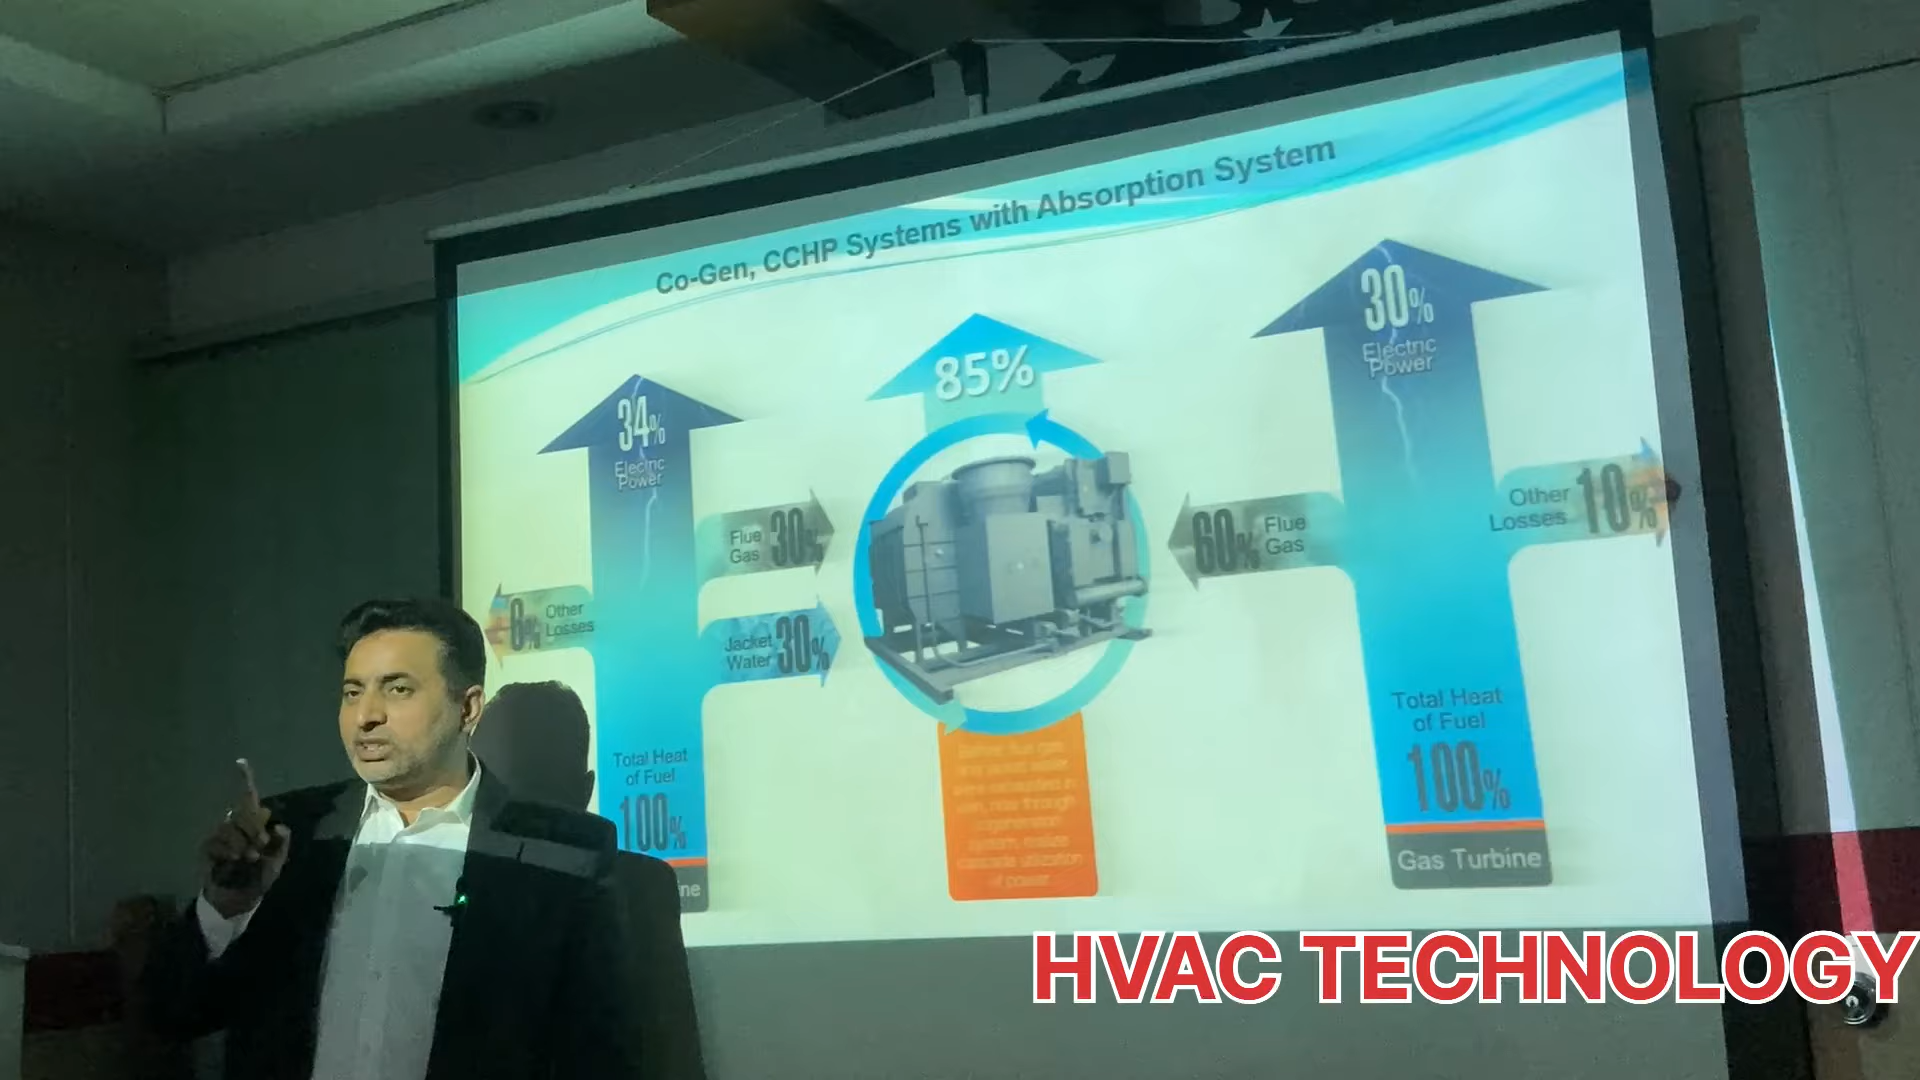 Co-Gen, CCHP Systems with Absorption System
34%
Electric
Power
Flue
Gas 30%
6% Other
Losses
Jacket
Water 30%
Total Heat
of Fuel
100%
ine
85%
30%
Electric
Power
60% Flue
Gas
Other
Losses 10%
Total Heat
of Fuel
100%
Gas Turbine
HVAC TECHNOLOGY